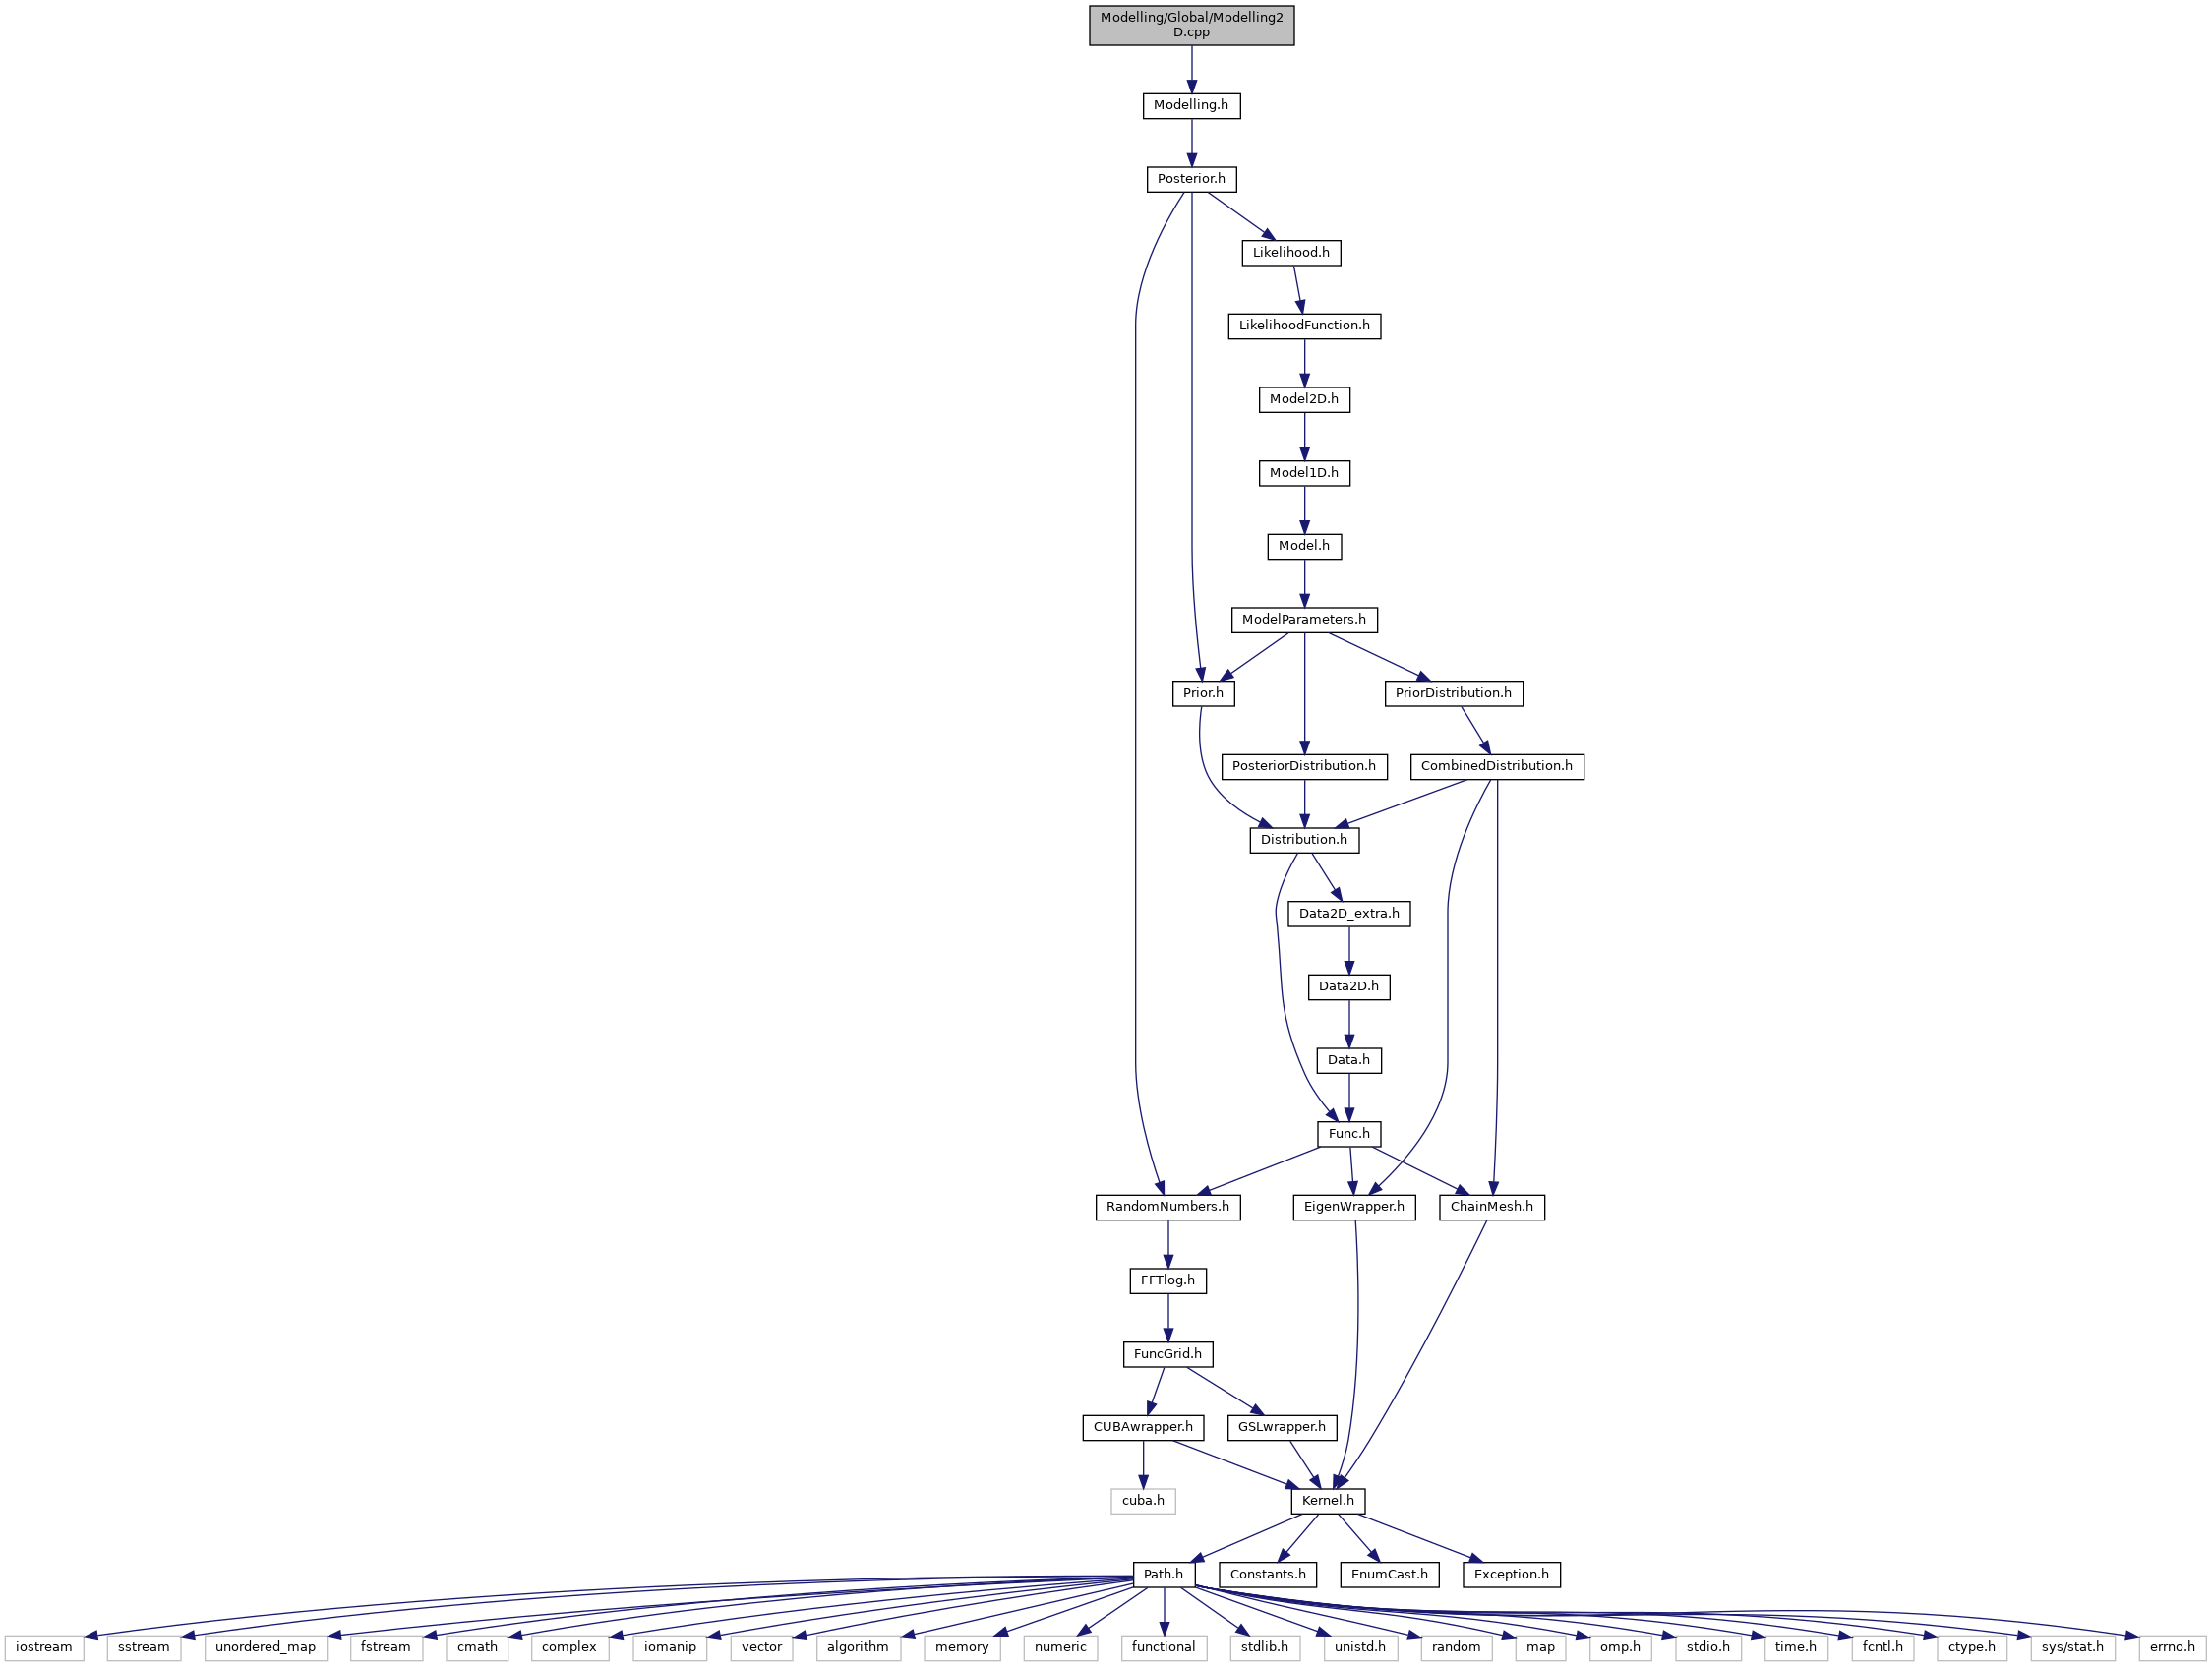 Modelling/Global/Modelling2
D.cpp
Modelling.h
Posterior.h
Likelihood.h
LikelihoodFunction.h
Model2D.h
Model1D.h
Model.h
ModelParameters.h
Prior.h
PriorDistribution.h
PosteriorDistribution.h
CombinedDistribution.h
Distribution.h
Data2D_extra.h
Data2D.h
Data.h
Func.h
RandomNumbers.h
EigenWrapper.h
ChainMesh.h
FFTlog.h
FuncGrid.h
CUBAwrapper.h
GSLwrapper.h
cuba.h
Kernel.h
Path.h
Constants.h
EnumCast.h
Exception.h
iostream
sstream
unordered_map
fstream
cmath
complex
iomanip
vector
algorithm
memory
numeric
functional
stdlib.h
unistd.h
random
map
omp.h
stdio.h
time.h
fcntl.h
ctype.h
sys/stat.h
errno.h